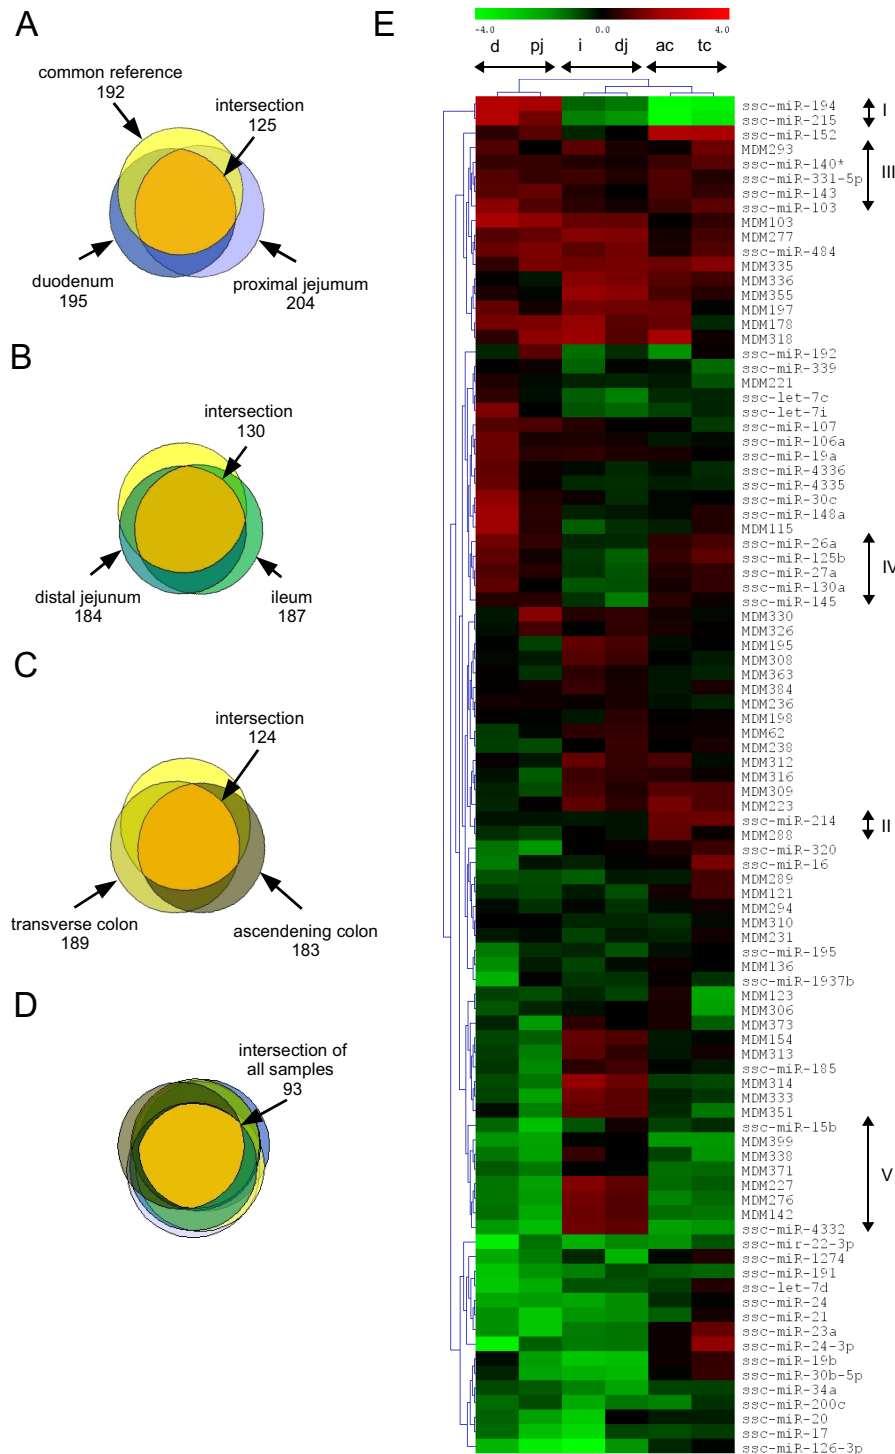 A
common reference
192
intersection
125
duodenum
195
proximal jejumum
204
B
intersection
130
distal jejunum
184
ileum
187
C
intersection
124
transverse colon
189
ascendening colon
183
D
intersection of
all samples
93
E
-4.0 0.0 4.0
d pj i dj ac tc
ssc-miR-194
ssc-miR-215
ssc-miR-152
MDM293
ssc-miR-140*
ssc-miR-331-5p
ssc-miR-143
ssc-miR-103
MDM103
MDM277
ssc-miR-484
MDM335
MDM336
MDM355
MDM197
MDM178
MDM318
ssc-miR-192
ssc-miR-339
MDM221
ssc-let-7c
ssc-let-7i
ssc-miR-107
ssc-miR-106a
ssc-miR-19a
ssc-miR-4336
ssc-miR-4335
ssc-miR-30c
ssc-miR-148a
MDM115
ssc-miR-26a
ssc-miR-125b
ssc-miR-27a
ssc-miR-130a
ssc-miR-145
MDM330
MDM326
MDM195
MDM308
MDM363
MDM384
MDM236
MDM198
MDM62
MDM238
MDM312
MDM316
MDM309
MDM223
ssc-miR-214
MDM288
ssc-miR-320
ssc-miR-16
MDM289
MDM121
MDM294
MDM310
MDM231
ssc-miR-195
MDM136
ssc-miR-1937b
MDM123
MDM306
MDM373
MDM154
MDM313
ssc-miR-185
MDM314
MDM333
MDM351
ssc-miR-15b
MDM399
MDM338
MDM371
MDM227
MDM276
MDM142
ssc-miR-4332
ssc-mir-22-3p
ssc-miR-1274
ssc-miR-191
ssc-let-7d
ssc-miR-24
ssc-miR-21
ssc-miR-23a
ssc-miR-24-3p
ssc-miR-19b
ssc-miR-30b-5p
ssc-miR-34a
ssc-miR-200c
ssc-miR-20
ssc-miR-17
ssc-miR-126-3p
I
III
IV
II
V